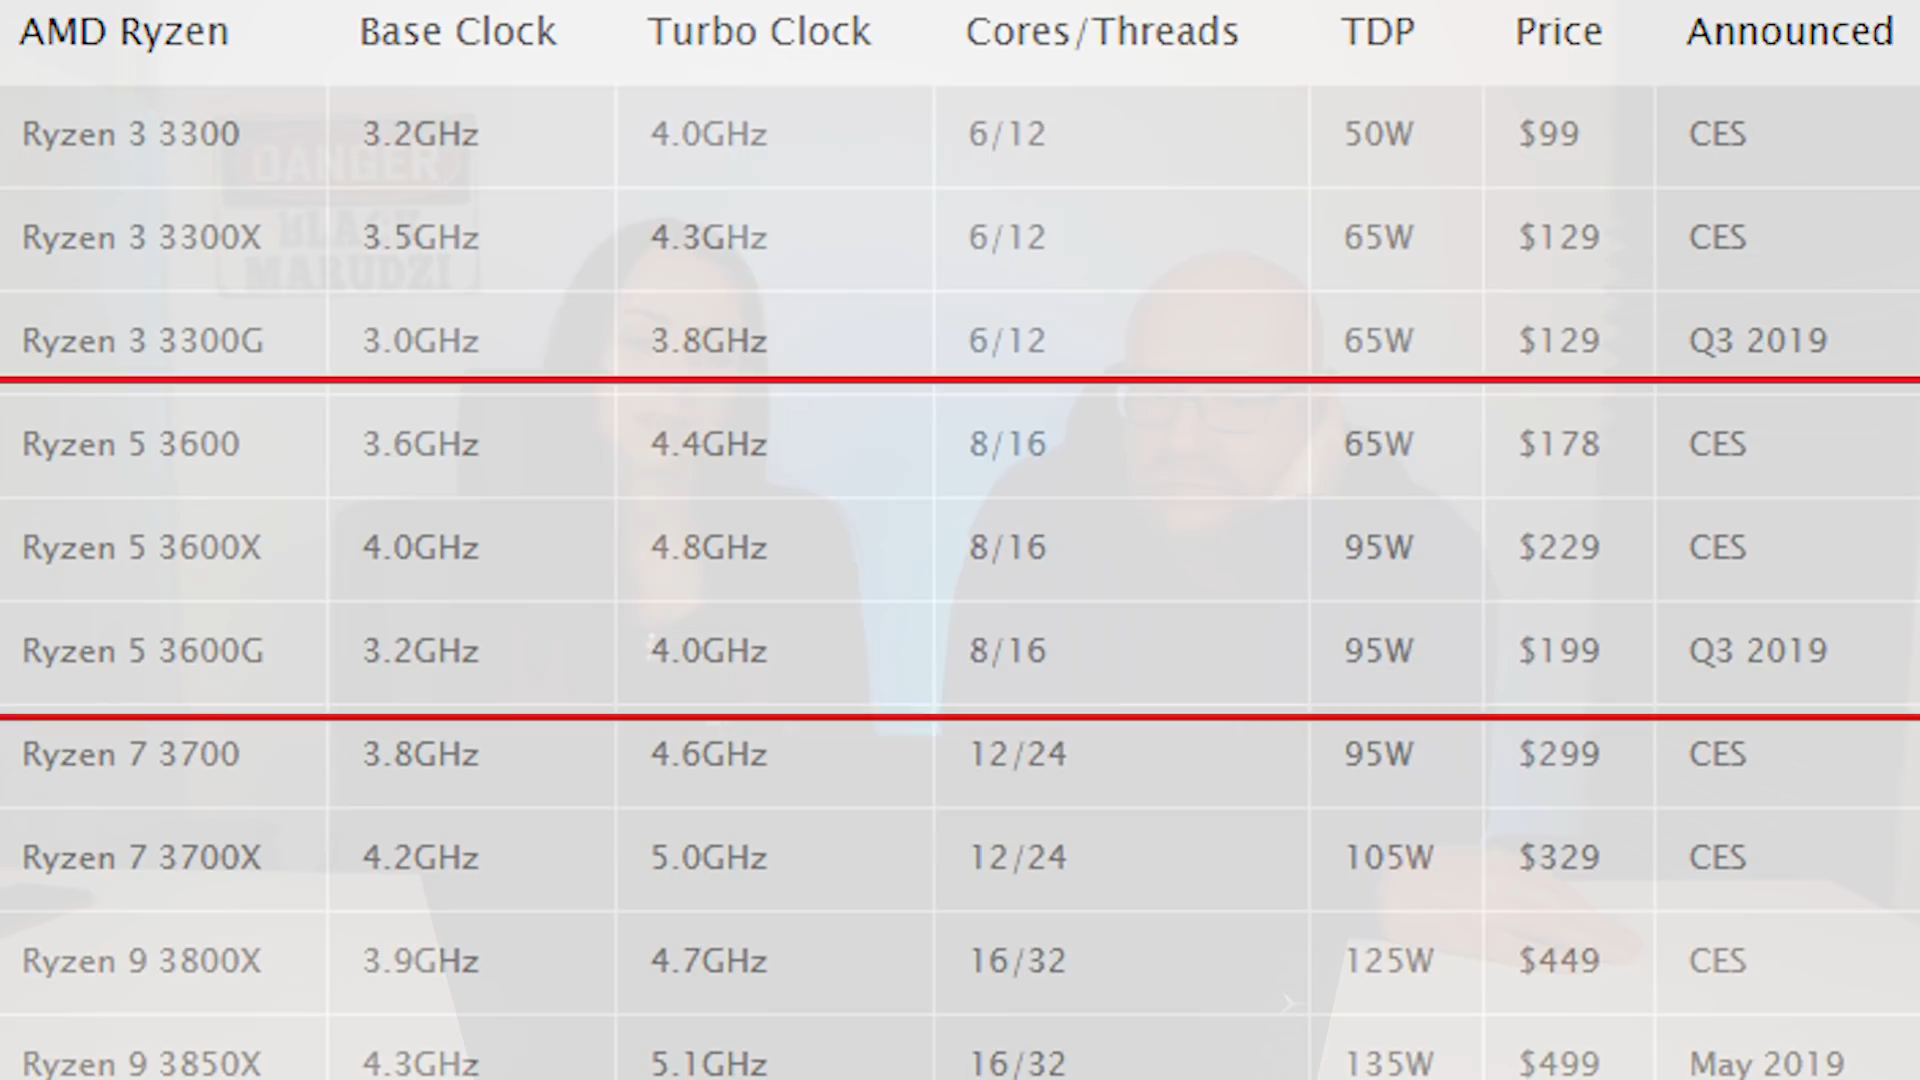 AMD Ryzen Base Clock Turbo Clock Cores/Threads TDP Price Announced
Ryzen 3 3300 3.2GHz 4.0GHz 6/12 50W $99 CES
DANGER
Ryzen 3 3300X 3.5GHz 4.3GHz 6/12 65W $129 CES
BLACK
MARUDZI
Ryzen 3 3300G 3.0GHz 3.8GHz 6/12 65W $129 Q3 2019
Ryzen 5 3600 3.6GHz 4.4GHz 8/16 65W $178 CES
Ryzen 5 3600X 4.0GHz 4.8GHz 8/16 95W $229 CES
Ryzen 5 3600G 3.2GHz 4.0GHz 8/16 95W $199 Q3 2019
Ryzen 7 3700 3.8GHz 4.6GHz 12/24 95W $299 CES
Ryzen 7 3700X 4.2GHz 5.0GHz 12/24 105W $329 CES
Ryzen 9 3800X 3.9GHz 4.7GHz 16/32 125W $449 CES
Ryzen 9 3850X 4.3GHz 5.1GHz 16/32 135W $499 May 2019